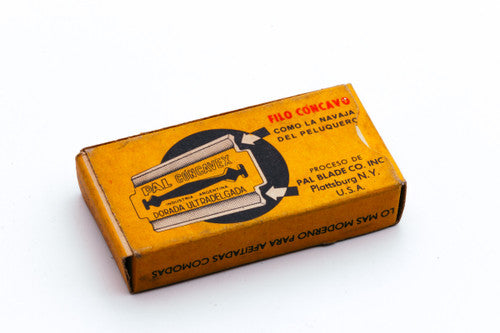 FILO CONCAVO
COMO LA NAVAJA
DEL PELUQUERO
PAL CONCAVEX
INDUSTRIA ARGENTINA
DORADA ULTRADELGADA
PROCESO DE
PAL BLADE CO. INC
Plattsburg N.Y.
U.S.A.
LO MAS MODERNO PARA AFEITADAS COMODAS